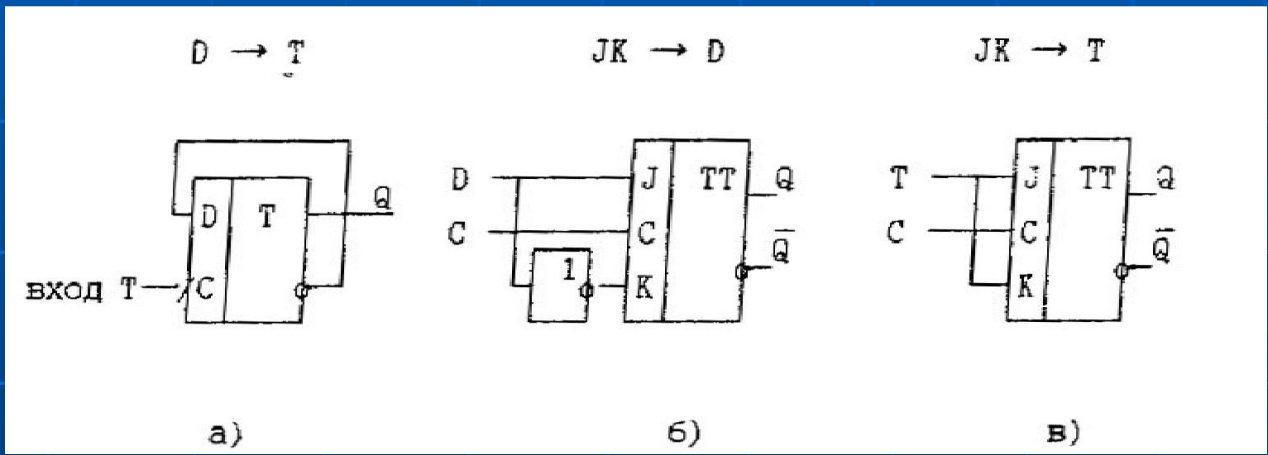 D → T
JK → D
JK → T
D T Q
вход T C
D J TT Q
C C Q̅
1 K
T J TT Q
C C Q̅
K
а)
б)
в)